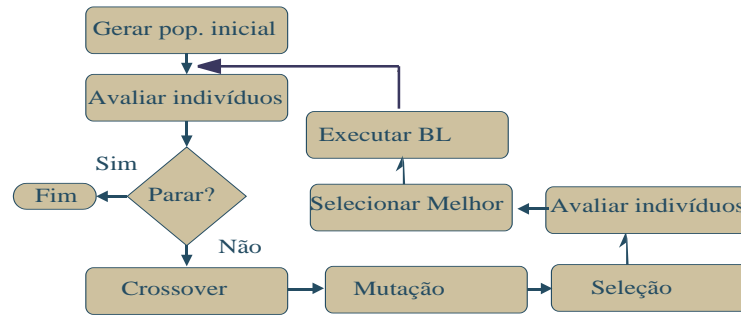 Gerar pop. inicial
Avaliar indivíduos
Executar BL
Sim
Parar?
Fim
Selecionar Melhor
Avaliar indivíduos
Não
Crossover
Mutação
Seleção